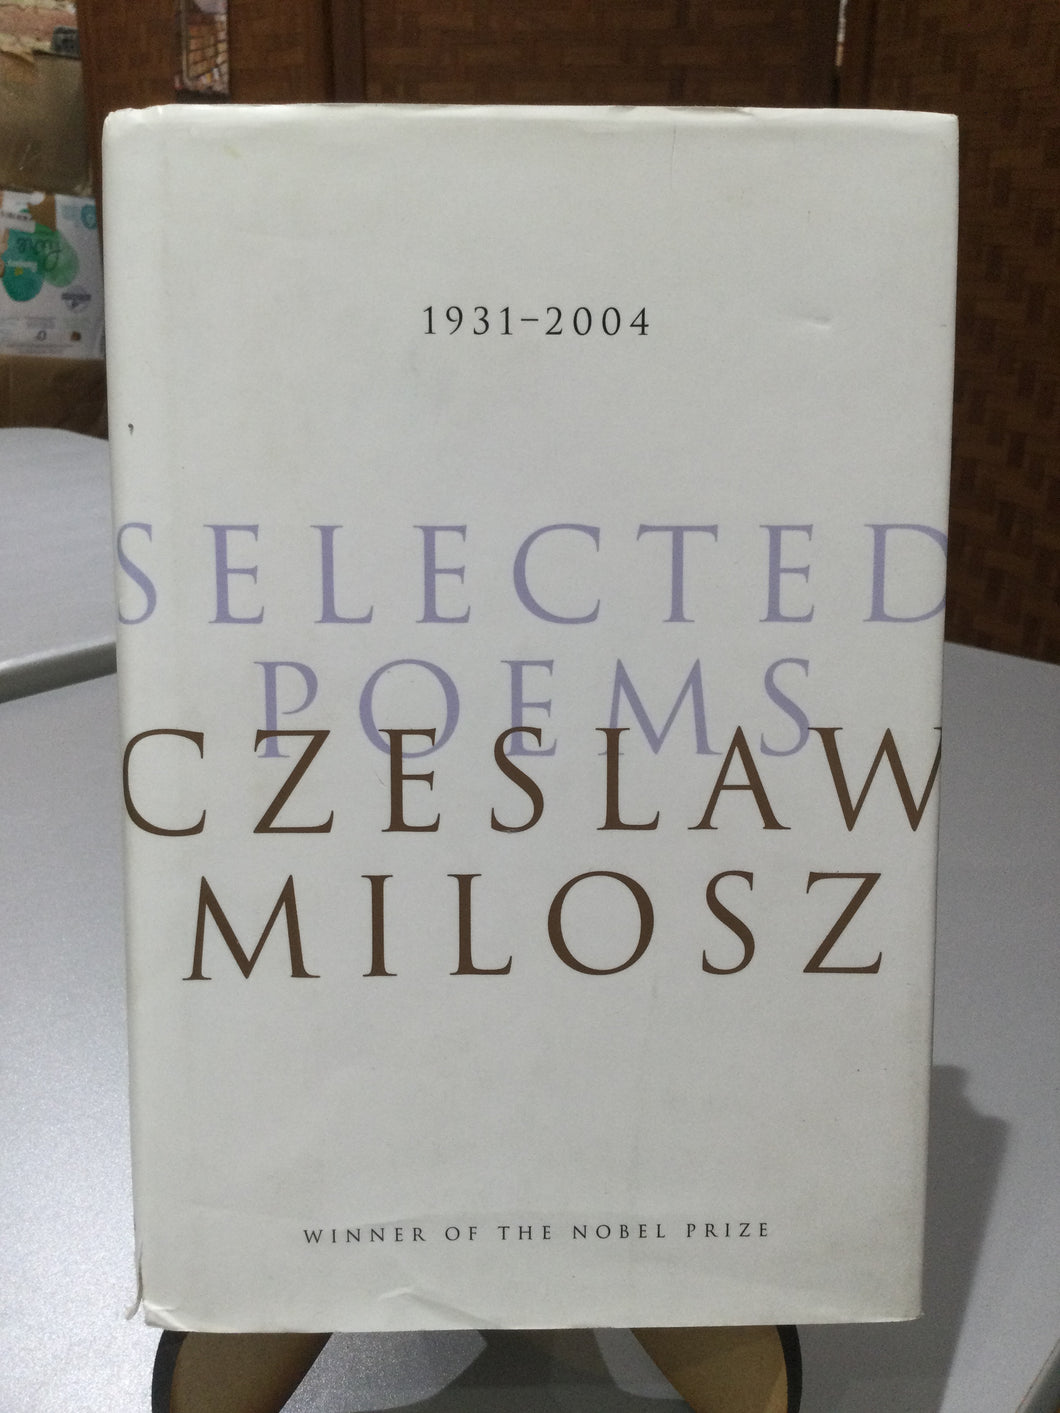 1931–2004
SELECTED
POEMS
CZESLAW
MILOSZ
WINNER OF THE NOBEL PRIZE